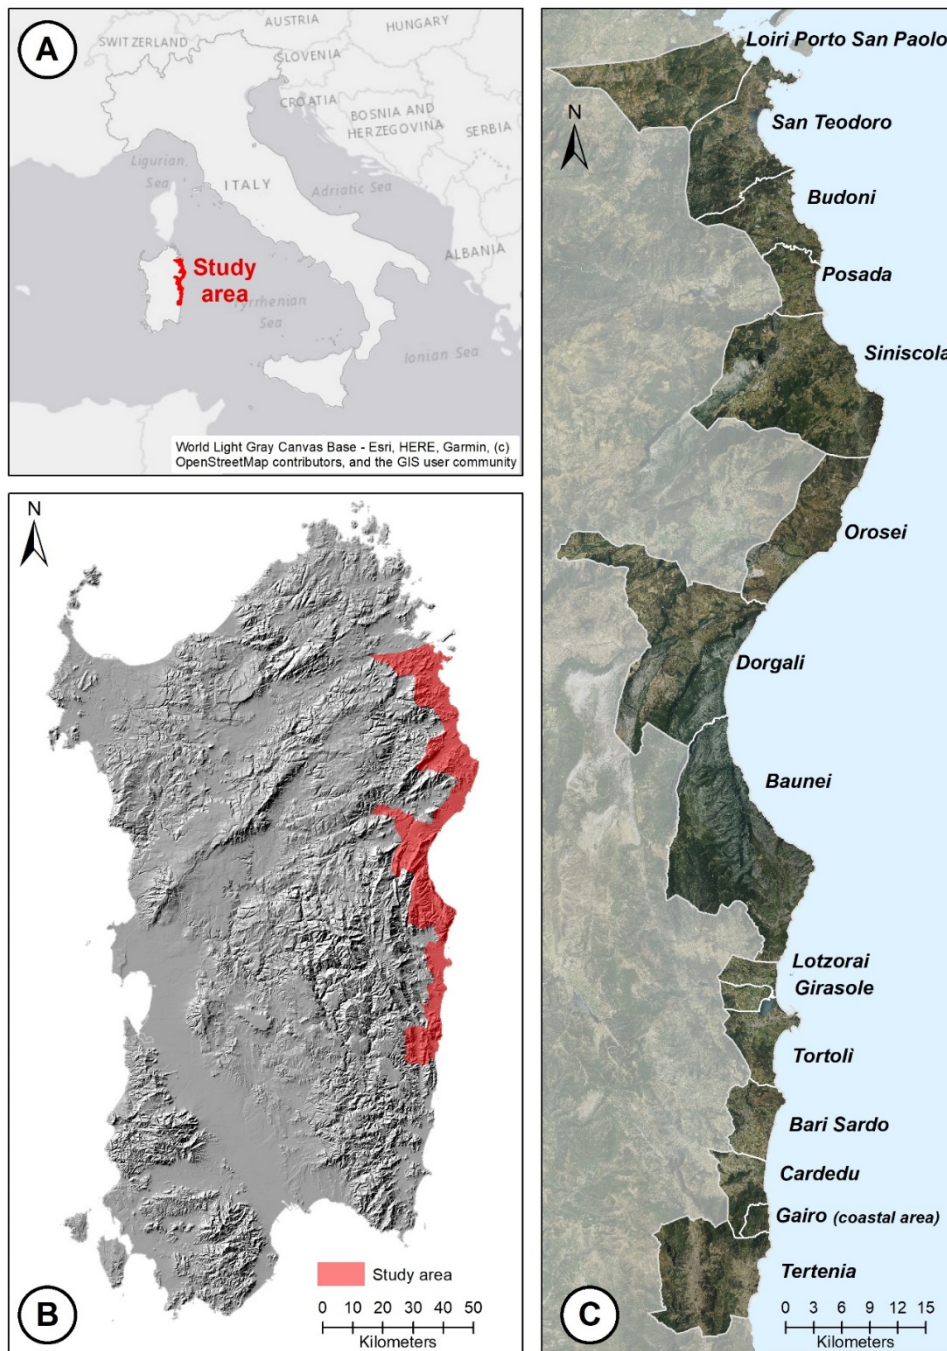 A
AUSTRIA
HUNGARY
SWITZERLAND
SLOVENIA
CROATIA
BOSNIA AND
HERZEGOVINA
SERBIA
Ligurian
Sea
ITALY
Adriatic Sea
ALBANIA
Study
area
Tyrrhenian
Sea
Ionian Sea
World Light Gray Canvas Base - Esri, HERE, Garmin, (c)
OpenStreetMap contributors, and the GIS user community
N
B
Study area
0 10 20 30 40 50
Kilometers
N
Loiri Porto San Paolo
San Teodoro
Budoni
Posada
Siniscola
Orosei
Dorgali
Baunei
Lotzorai
Girasole
Tortolì
Bari Sardo
Cardedu
Gairo (coastal area)
Tertenia
C
0 3 6 9 12 15
Kilometers